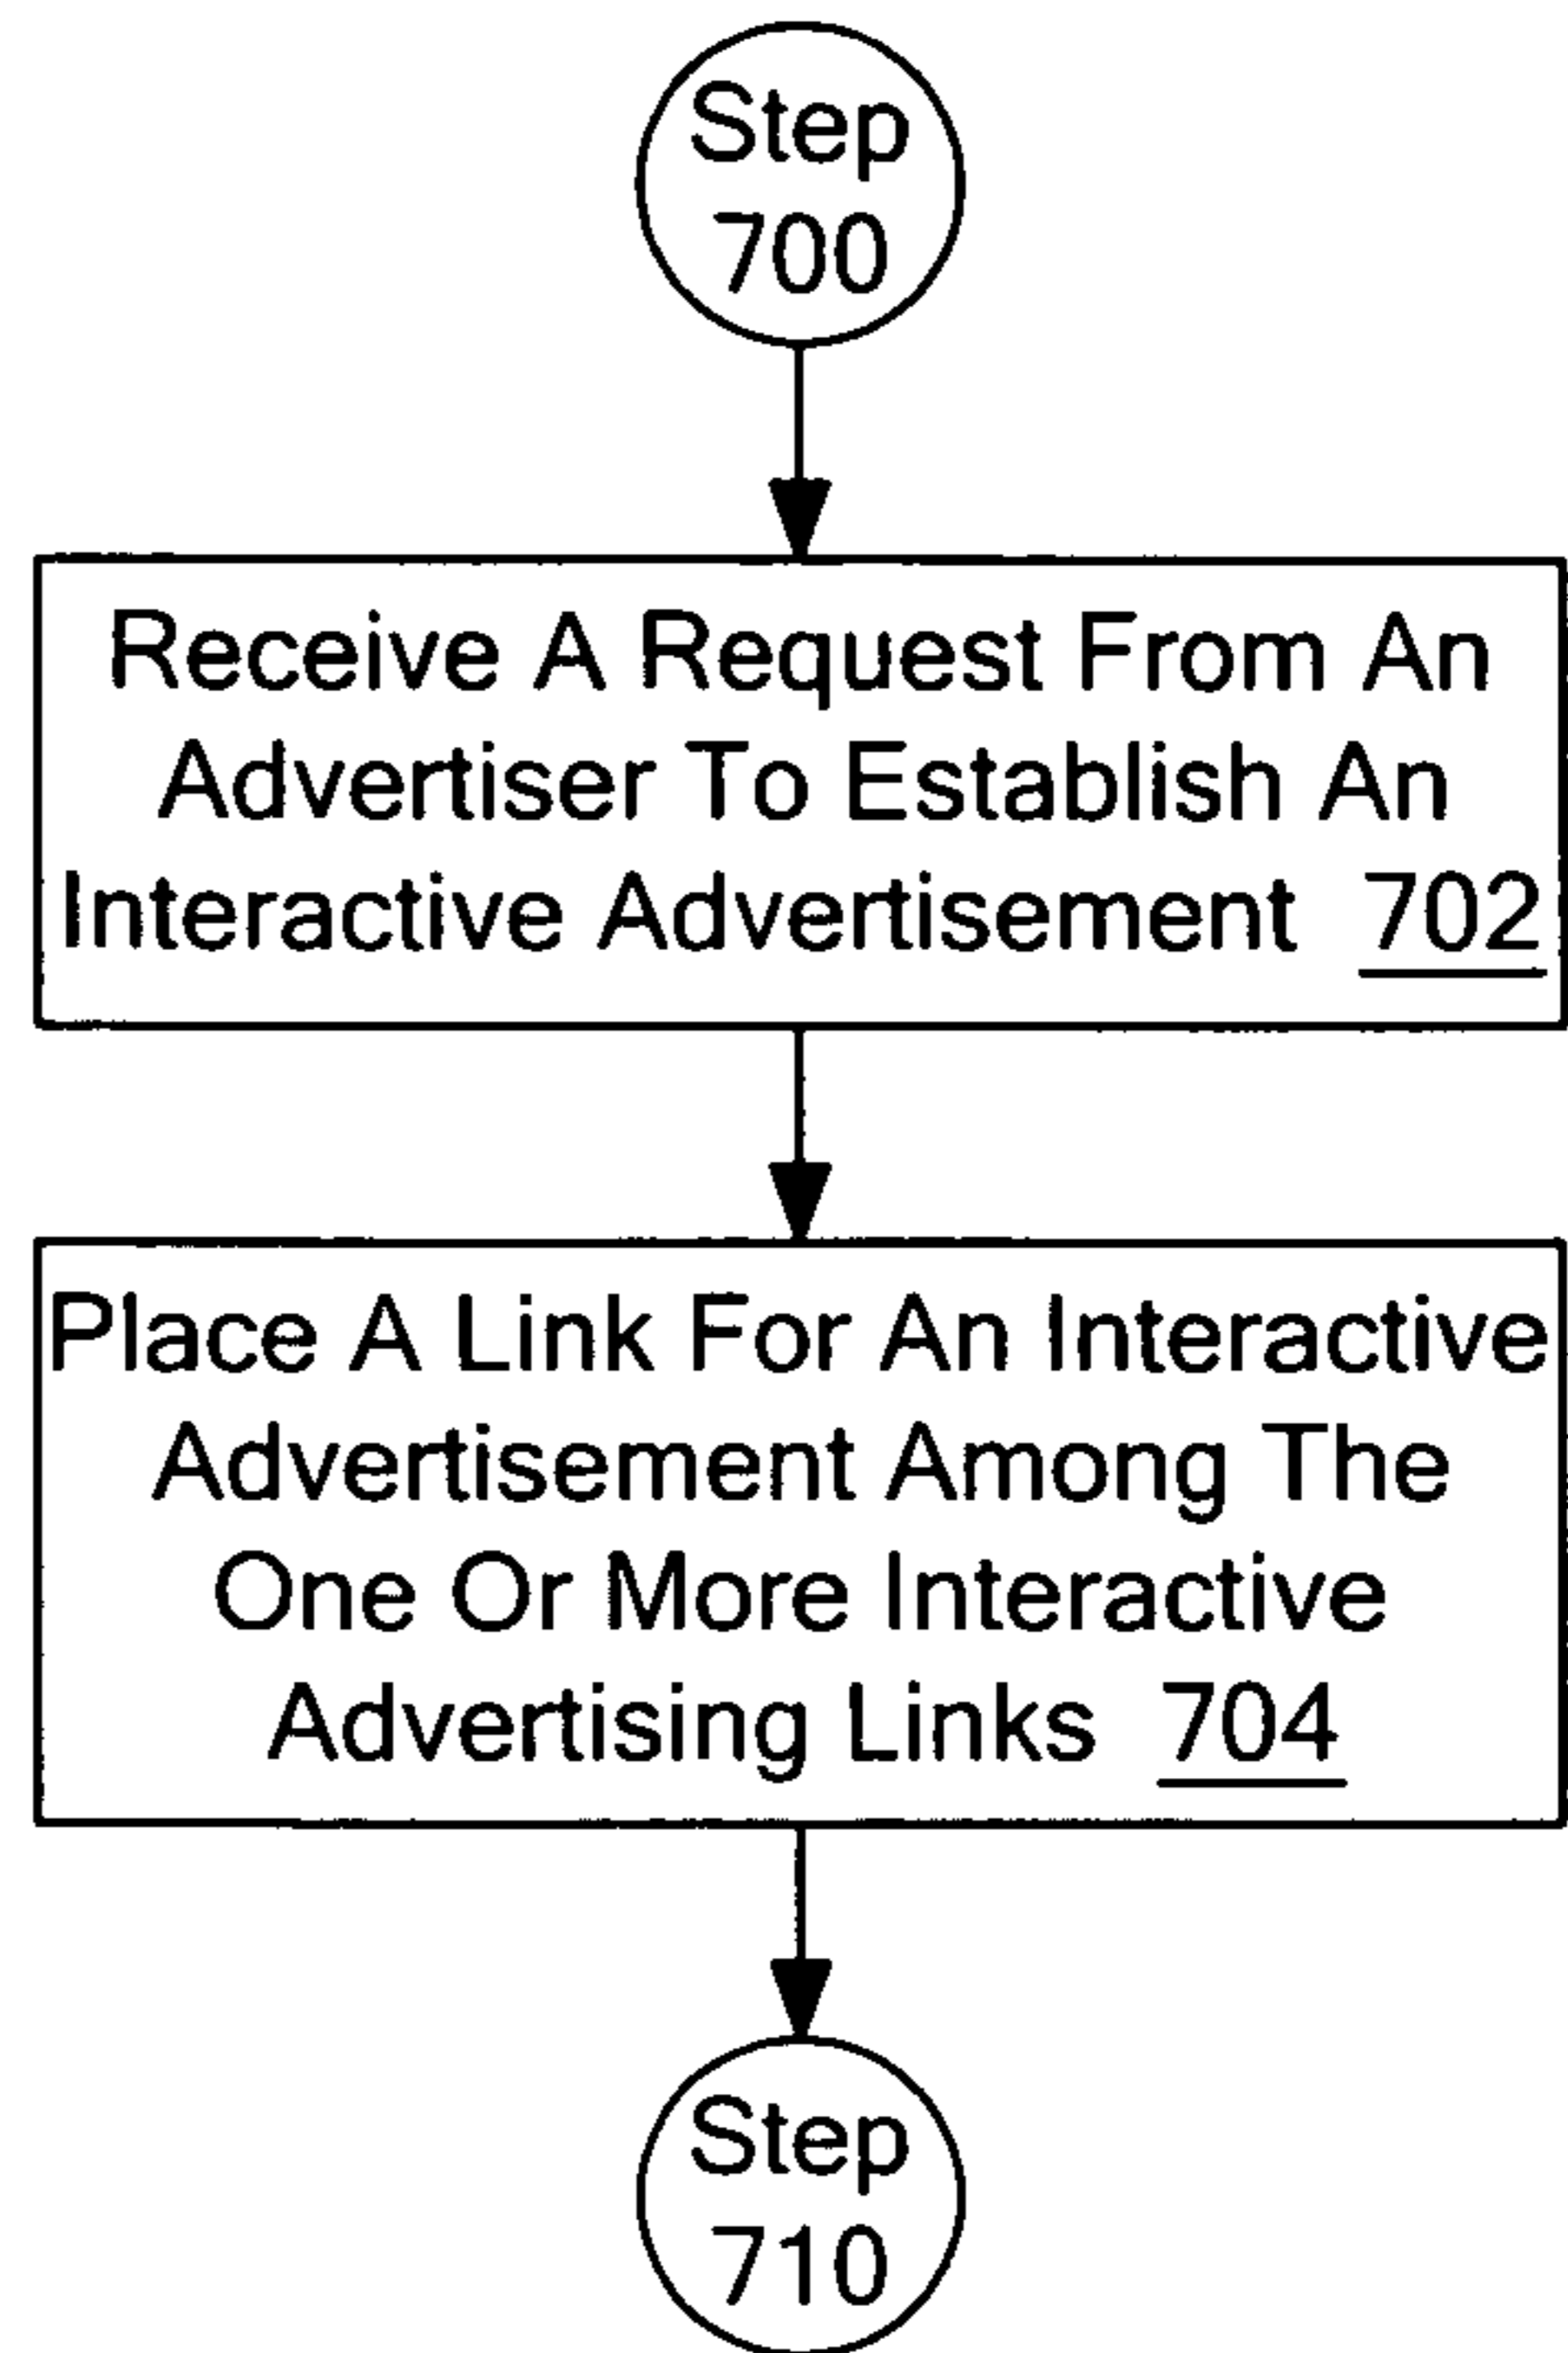 Step
700
Receive A Request From An
Advertiser To Establish An
Interactive Advertisement 702
Place A Link For An Interactive
Advertisement Among The
One Or More Interactive
Advertising Links 704
Step
710